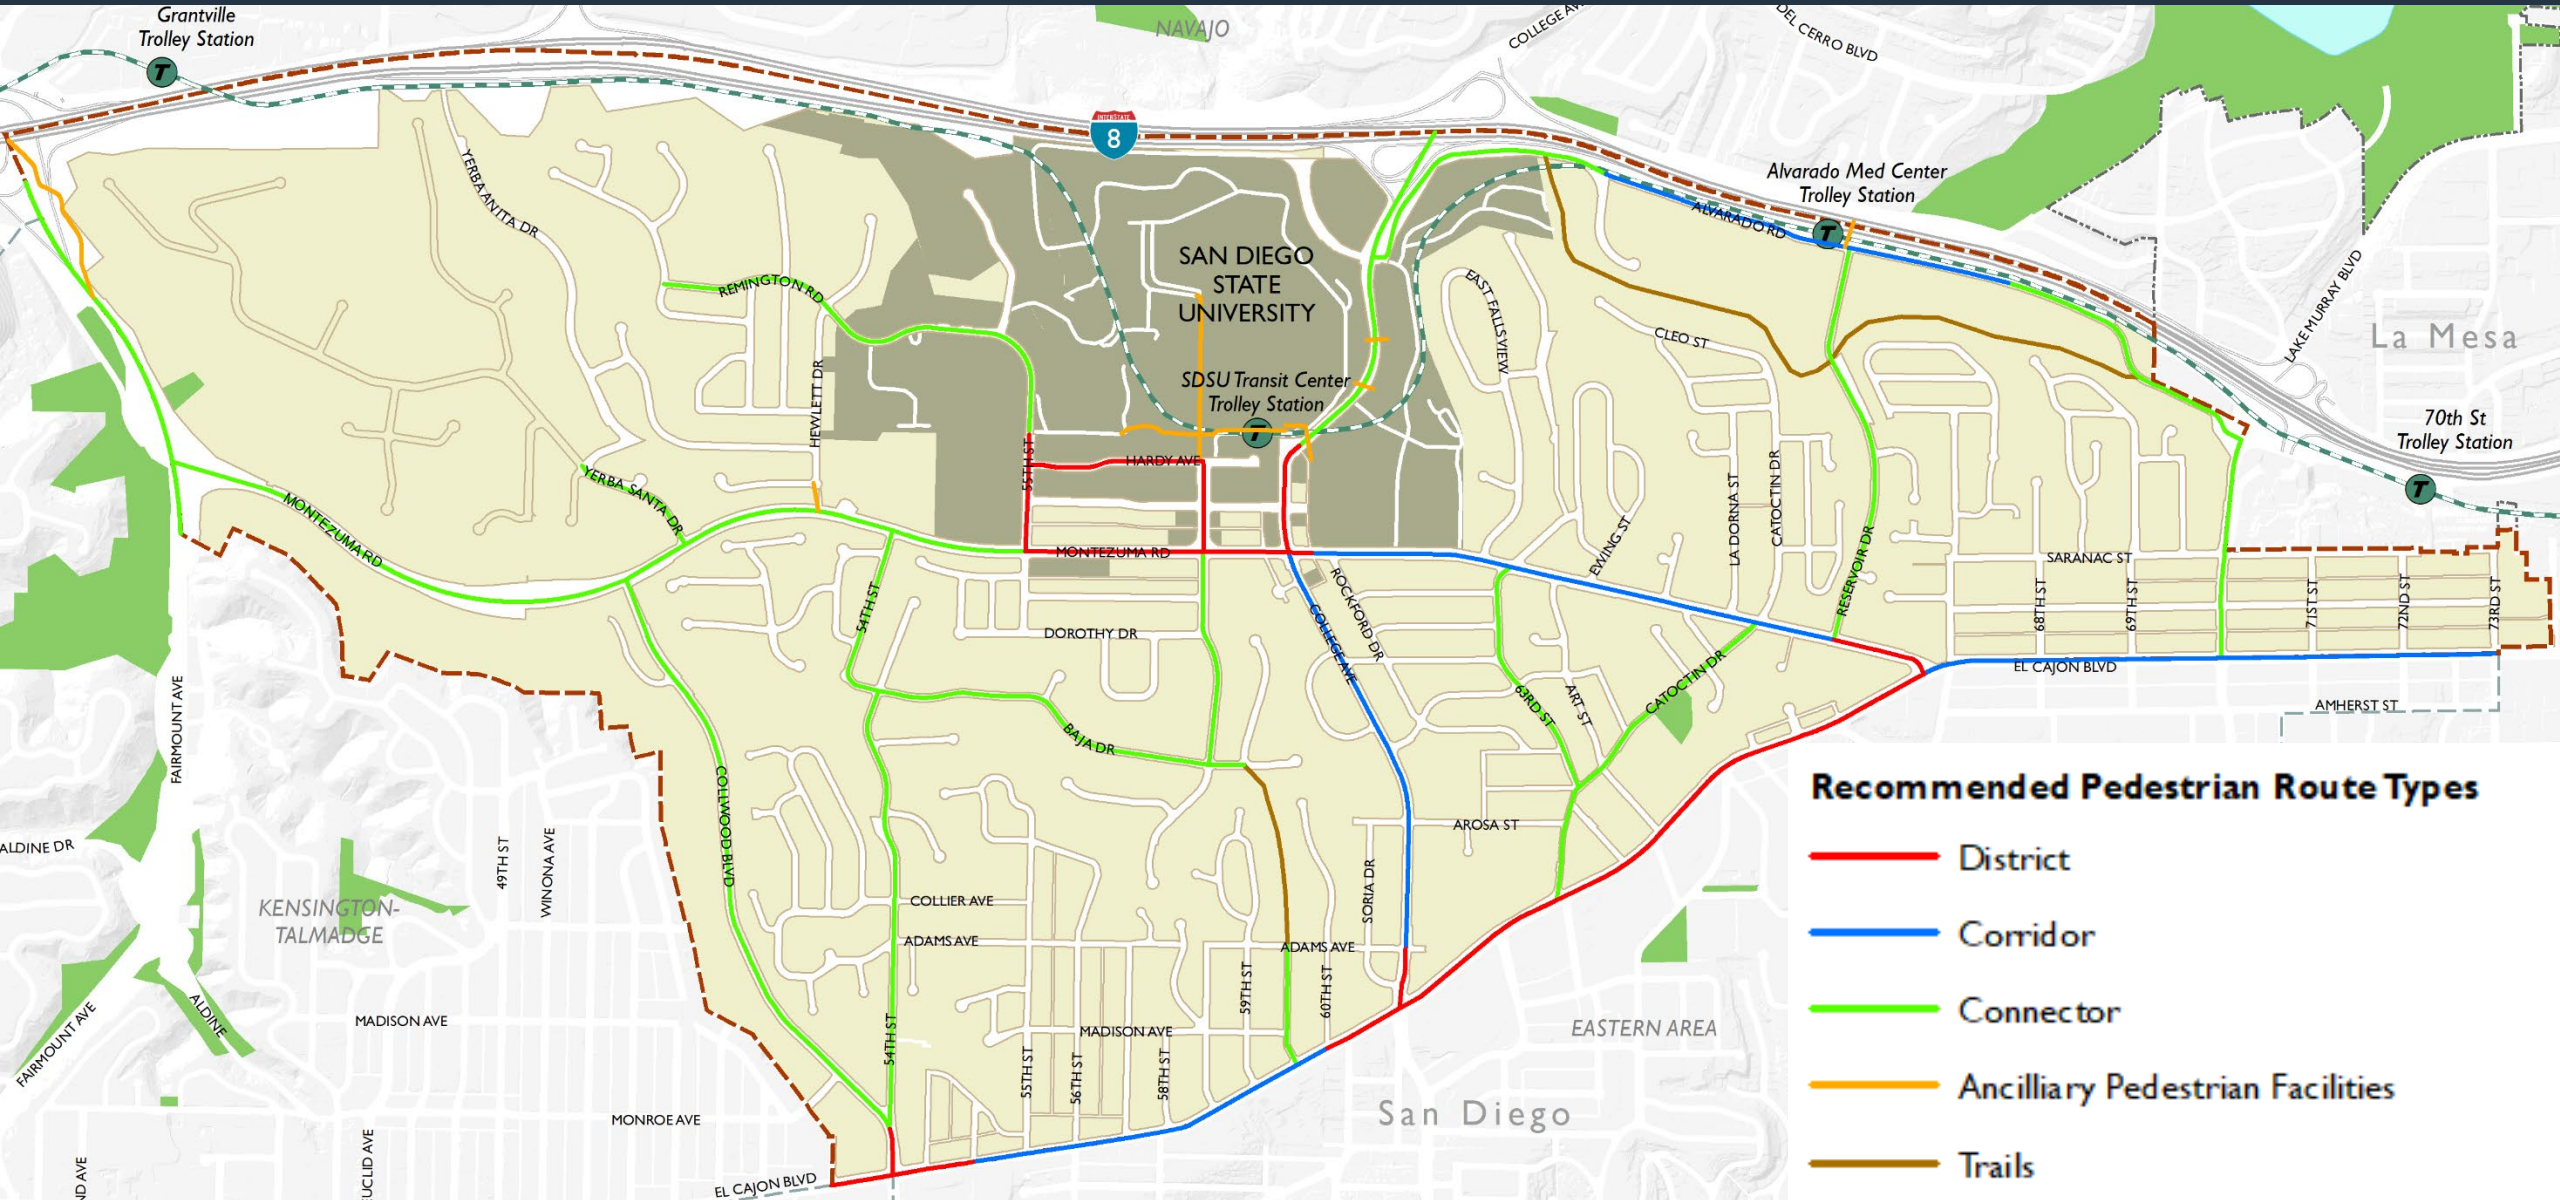 Grantville
Trolley Station
T
NAVAJO
COLLEGE AV
DEL CERRO BLVD
INTERSTATE
8
YERBA ANITA DR
Alvarado Med Center
Trolley Station
T
ALVARADO RD
SAN DIEGO
STATE
UNIVERSITY
REMINGTON RD
EAST FALLSVIEW
CLEO ST
LAKE MURRAY BLVD
La Mesa
HEWLETT DR
SDSU Transit Center
Trolley Station
T
70th St
Trolley Station
T
55TH ST
HARDY AVE
YERBA SANTA DR
MONTEZUMA RD
MONTEZUMA RD
EWING ST
LA DORNA ST
CATOCTIN DR
RESERVOIR DR
SARANAC ST
68TH ST
69TH ST
71ST ST
72ND ST
73RD ST
54TH ST
DOROTHY DR
ROCKFORD DR
COLLEGE AVE
EL CAJON BLVD
AMHERST ST
63RD ST
ART ST
CATOCTIN DR
FAIRMOUNT AVE
BAJA DR
COLLWOOD BLVD
AROSA ST
ALDINE DR
49TH ST
WINONA AVE
KENSINGTON-
TALMADGE
COLLIER AVE
SORIA DR
ADAMS AVE
ADAMS AVE
59TH ST
60TH ST
ALDINE
FAIRMOUNT AVE
MADISON AVE
54TH ST
MADISON AVE
55TH ST
56TH ST
58TH ST
EASTERN AREA
San Diego
MONROE AVE
EUCLID AVE
ND AVE
EL CAJON BLVD
Recommended Pedestrian Route Types
District
Corridor
Connector
Ancilliary Pedestrian Facilities
Trails